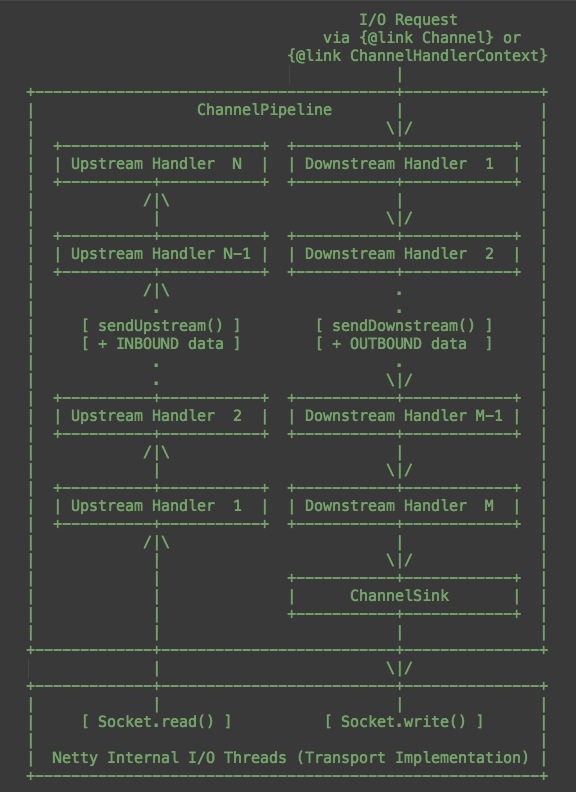 I/O Request
via {@link Channel} or
{@link ChannelHandlerContext}
ChannelPipeline
Upstream Handler N Downstream Handler 1
Upstream Handler N-1 Downstream Handler 2
[ sendUpstream() ] [ sendDownstream() ]
[ + INBOUND data ] [ + OUTBOUND data ]
Upstream Handler 2 Downstream Handler M-1
Upstream Handler 1 Downstream Handler M
ChannelSink
[ Socket.read() ] [ Socket.write() ]
Netty Internal I/O Threads (Transport Implementation)